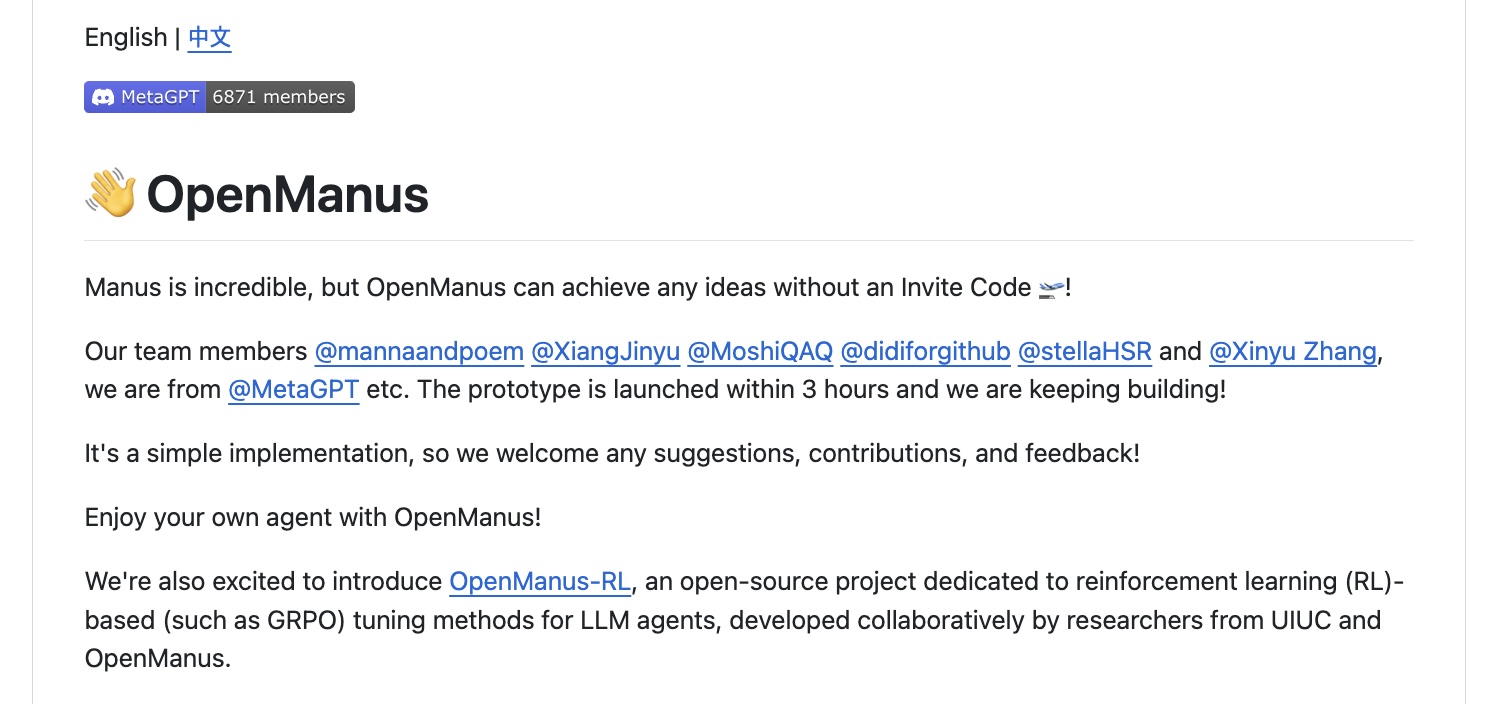 English | 中文
MetaGPT 6871 members
👋 OpenManus
Manus is incredible, but OpenManus can achieve any ideas without an Invite Code 🛫!
Our team members @mannaandpoem @XiangJinyu @MoshiQAQ @didiforgithub @stellaHSR and @Xinyu Zhang,
we are from @MetaGPT etc. The prototype is launched within 3 hours and we are keeping building!
It's a simple implementation, so we welcome any suggestions, contributions, and feedback!
Enjoy your own agent with OpenManus!
We're also excited to introduce OpenManus-RL, an open-source project dedicated to reinforcement learning (RL)-
based (such as GRPO) tuning methods for LLM agents, developed collaboratively by researchers from UIUC and
OpenManus.